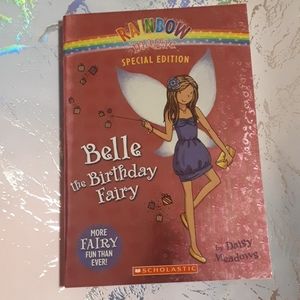 RAINBOW
magic
SPECIAL EDITION
Belle
the Birthday
Fairy
MORE
FAIRY
FUN THAN
EVER!
by Daisy
Meadows
SCHOLASTIC